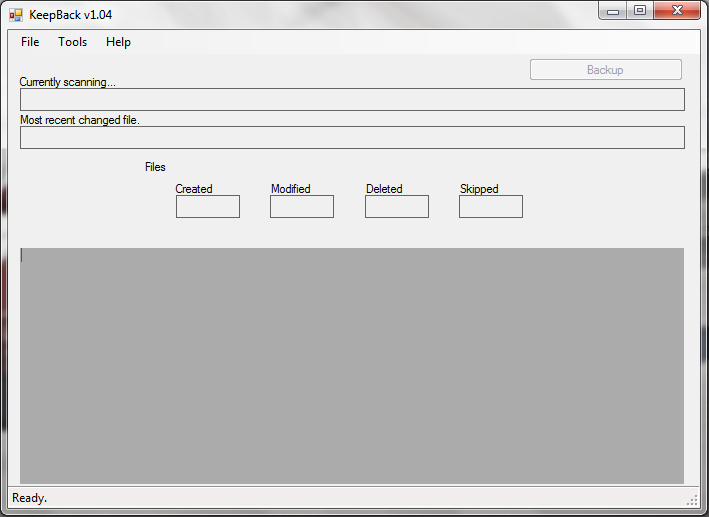 KeepBack v1.04
File Tools Help
Backup
Currently scanning...
Most recent changed file.
Files
Created Modified Deleted Skipped
Ready.